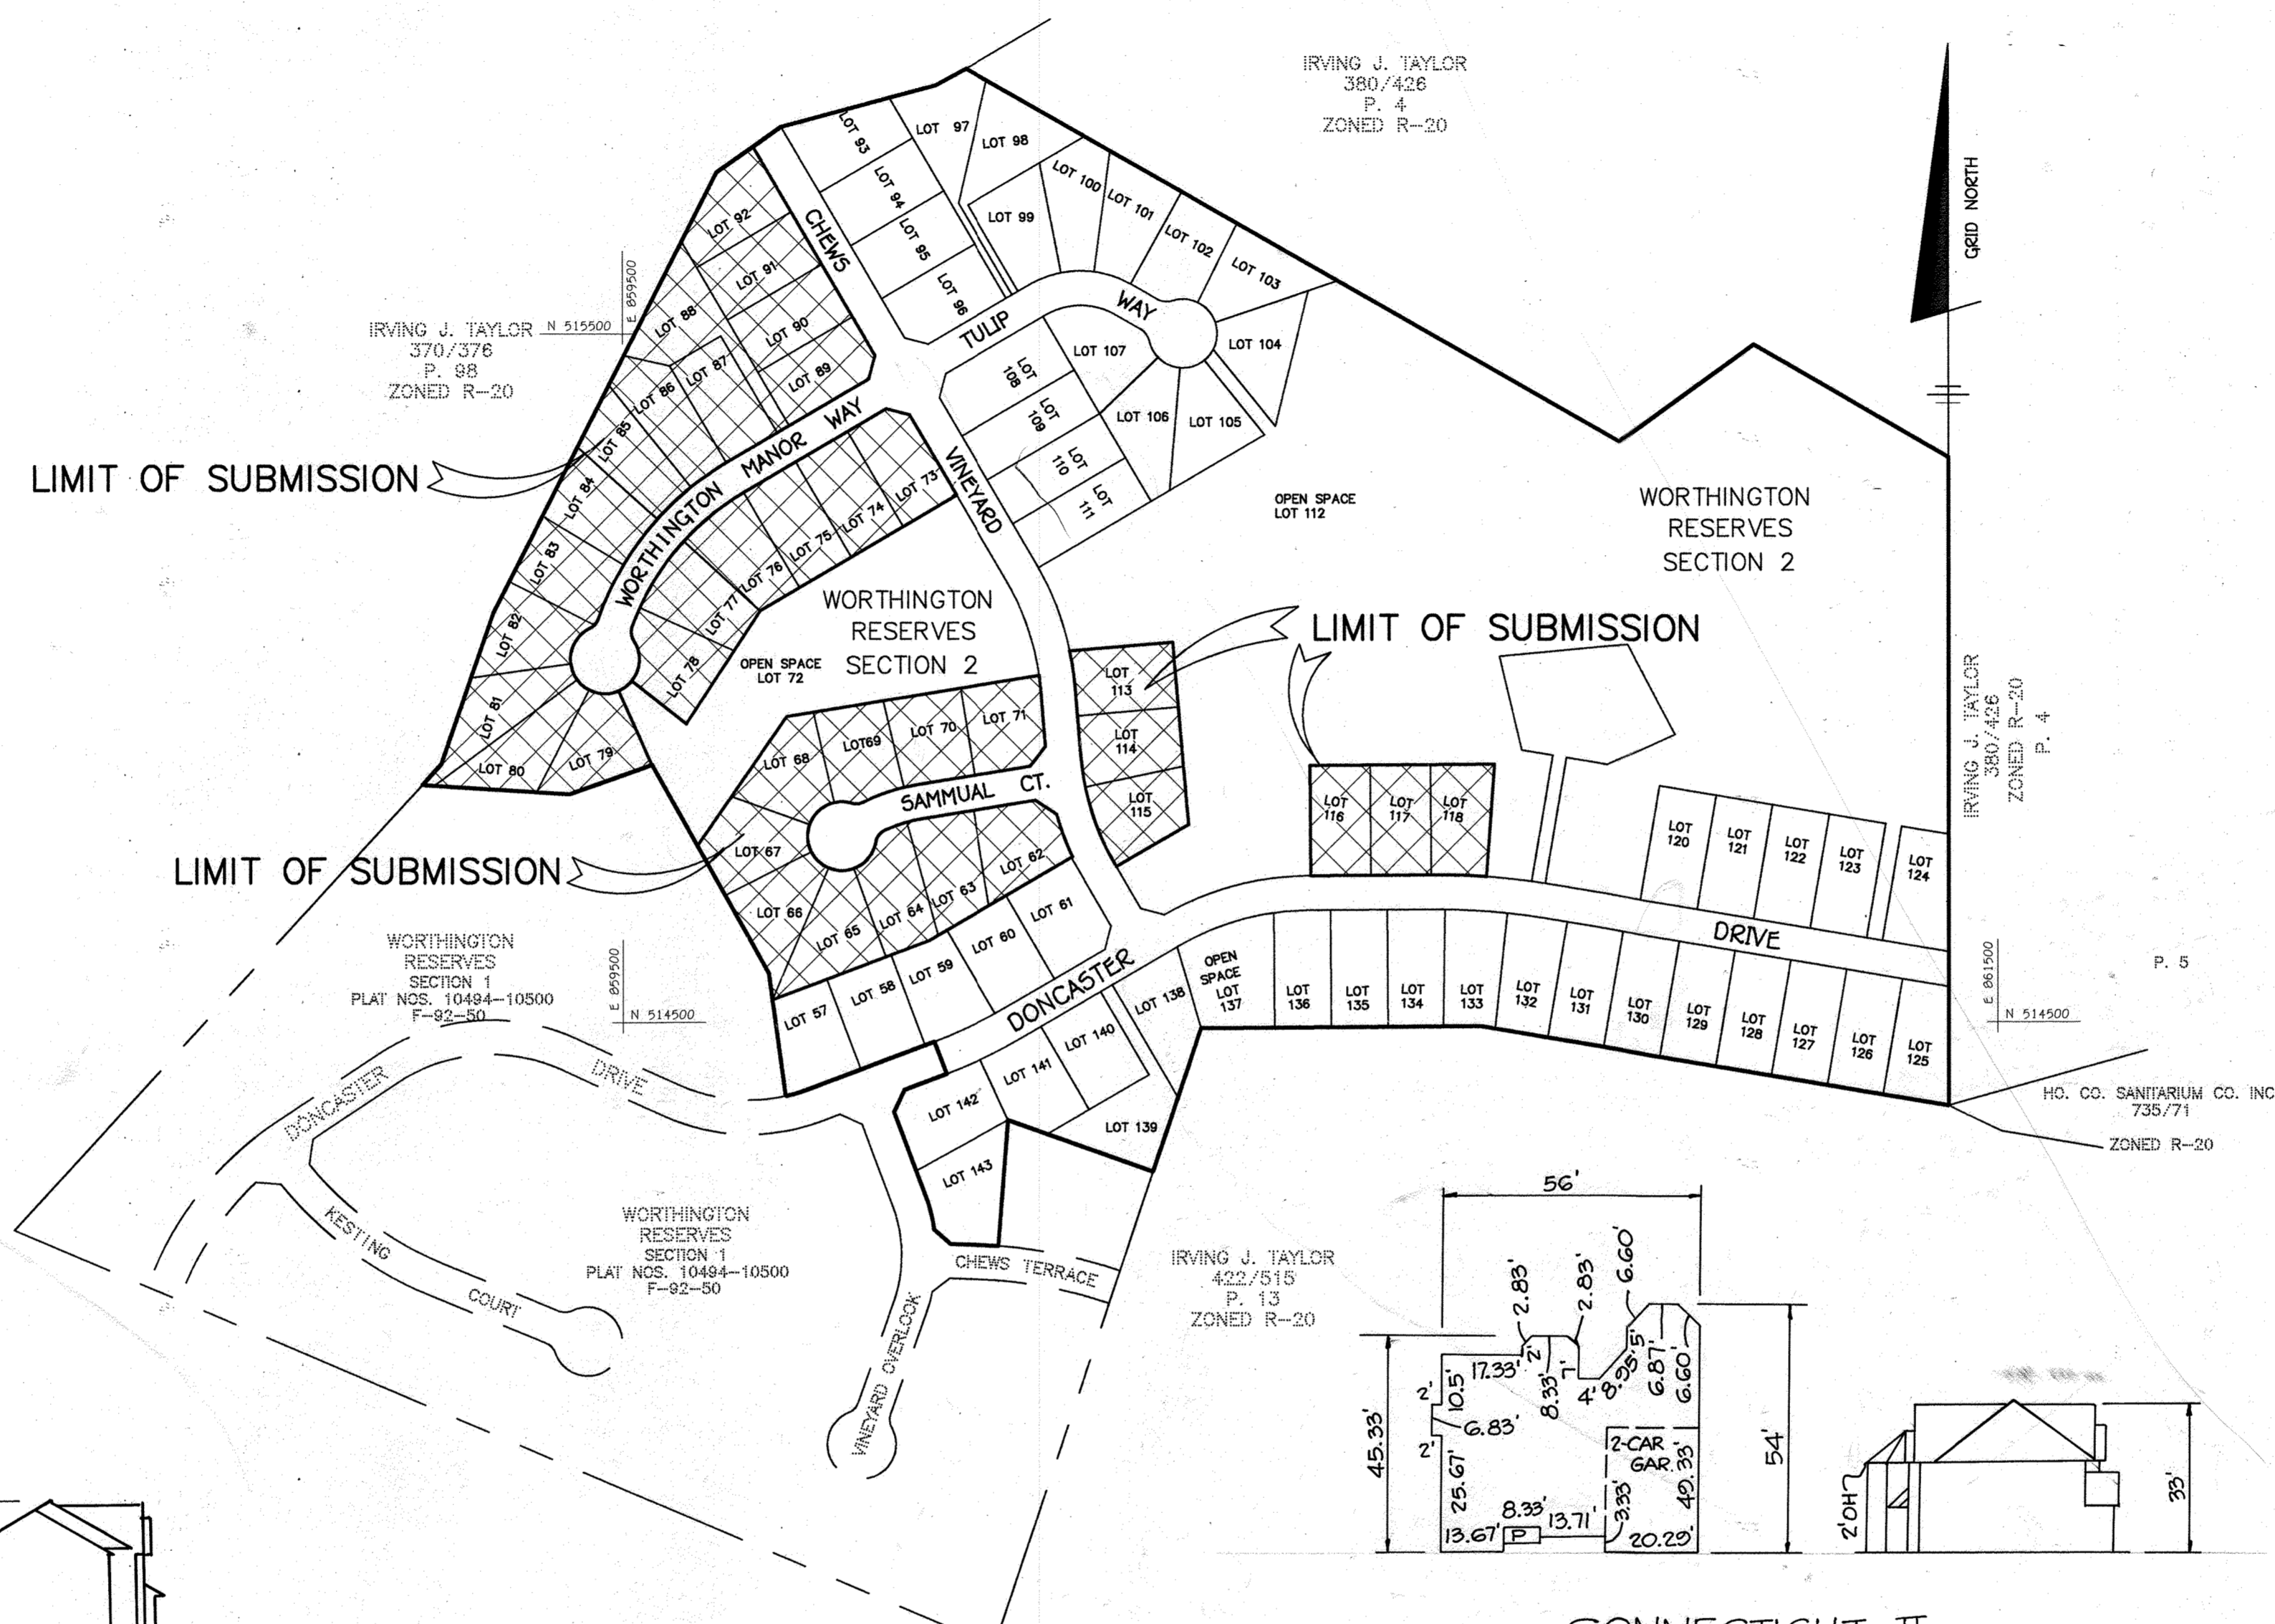 IRVING J. TAYLOR
380/426
P. 4
ZONED R-20
GRID NORTH
LOT 93
LOT 94
LOT 95
LOT 96
LOT 97
LOT 98
LOT 99
LOT 100
LOT 101
LOT 102
LOT 103
LOT 104
LOT 105
LOT 106
LOT 107
LOT 108
LOT 109
LOT 110
LOT 111
CHEWS
VINEYARD
TULIP WAY
LOT 92
LOT 91
LOT 90
LOT 89
LOT 88
LOT 87
LOT 86
LOT 85
LOT 84
LOT 83
LOT 82
LOT 81
LOT 80
LOT 79
LOT 78
LOT 77
LOT 76
LOT 75
LOT 74
LOT 73
WORTHINGTON MANOR WAY
E 859500
N 515500
IRVING J. TAYLOR
370/376
P. 98
ZONED R-20
LIMIT OF SUBMISSION
OPEN SPACE
LOT 112
WORTHINGTON
RESERVES
SECTION 2
WORTHINGTON
RESERVES
SECTION 2
OPEN SPACE
LOT 72
LIMIT OF SUBMISSION
LOT
113
LOT
114
LOT
115
LOT
116
LOT
117
LOT
118
IRVING J. TAYLOR
380/426
ZONED R-20
P. 4
LOT 68
LOT69
LOT 70
LOT 71
SAMMUAL CT.
LOT 67
LOT 66
LOT 65
LOT 64
LOT 63
LOT 62
LIMIT OF SUBMISSION
LOT 57
LOT 58
LOT 59
LOT 60
LOT 61
LOT
120
LOT
121
LOT
122
LOT
123
LOT
124
DONCASTER
DRIVE
OPEN
SPACE
LOT
137
LOT
136
LOT
135
LOT
134
LOT
133
LOT
132
LOT
131
LOT
130
LOT
129
LOT
128
LOT
127
LOT
126
LOT
125
LOT 138
LOT 140
LOT 141
LOT 142
LOT 139
LOT 143
E 861500
N 514500
P. 5
HO. CO. SANITARIUM CO. INC
735/71
ZONED R-20
WORTHINGTON
RESERVES
SECTION 1
PLAT NOS. 10494-10500
F-92-50
E 859500
N 514500
DONCASTER
DRIVE
KESTING
COURT
WORTHINGTON
RESERVES
SECTION 1
PLAT NOS. 10494-10500
F-92-50
CHEWS TERRACE
VINEYARD OVERLOOK
IRVING J. TAYLOR
422/515
P. 13
ZONED R-20
56'
2.83'
2.83'
6.60'
17.33'
2'
8.33'
7'
4'
8.95'
5'
6.87'
6.60'
2'
10.5'
6.83'
2'
45.33'
25.67'
2-CAR
GAR.
49.33'
54'
8.33'
13.71'
3.33'
13.67'
P
20.29'
2'OH
33'